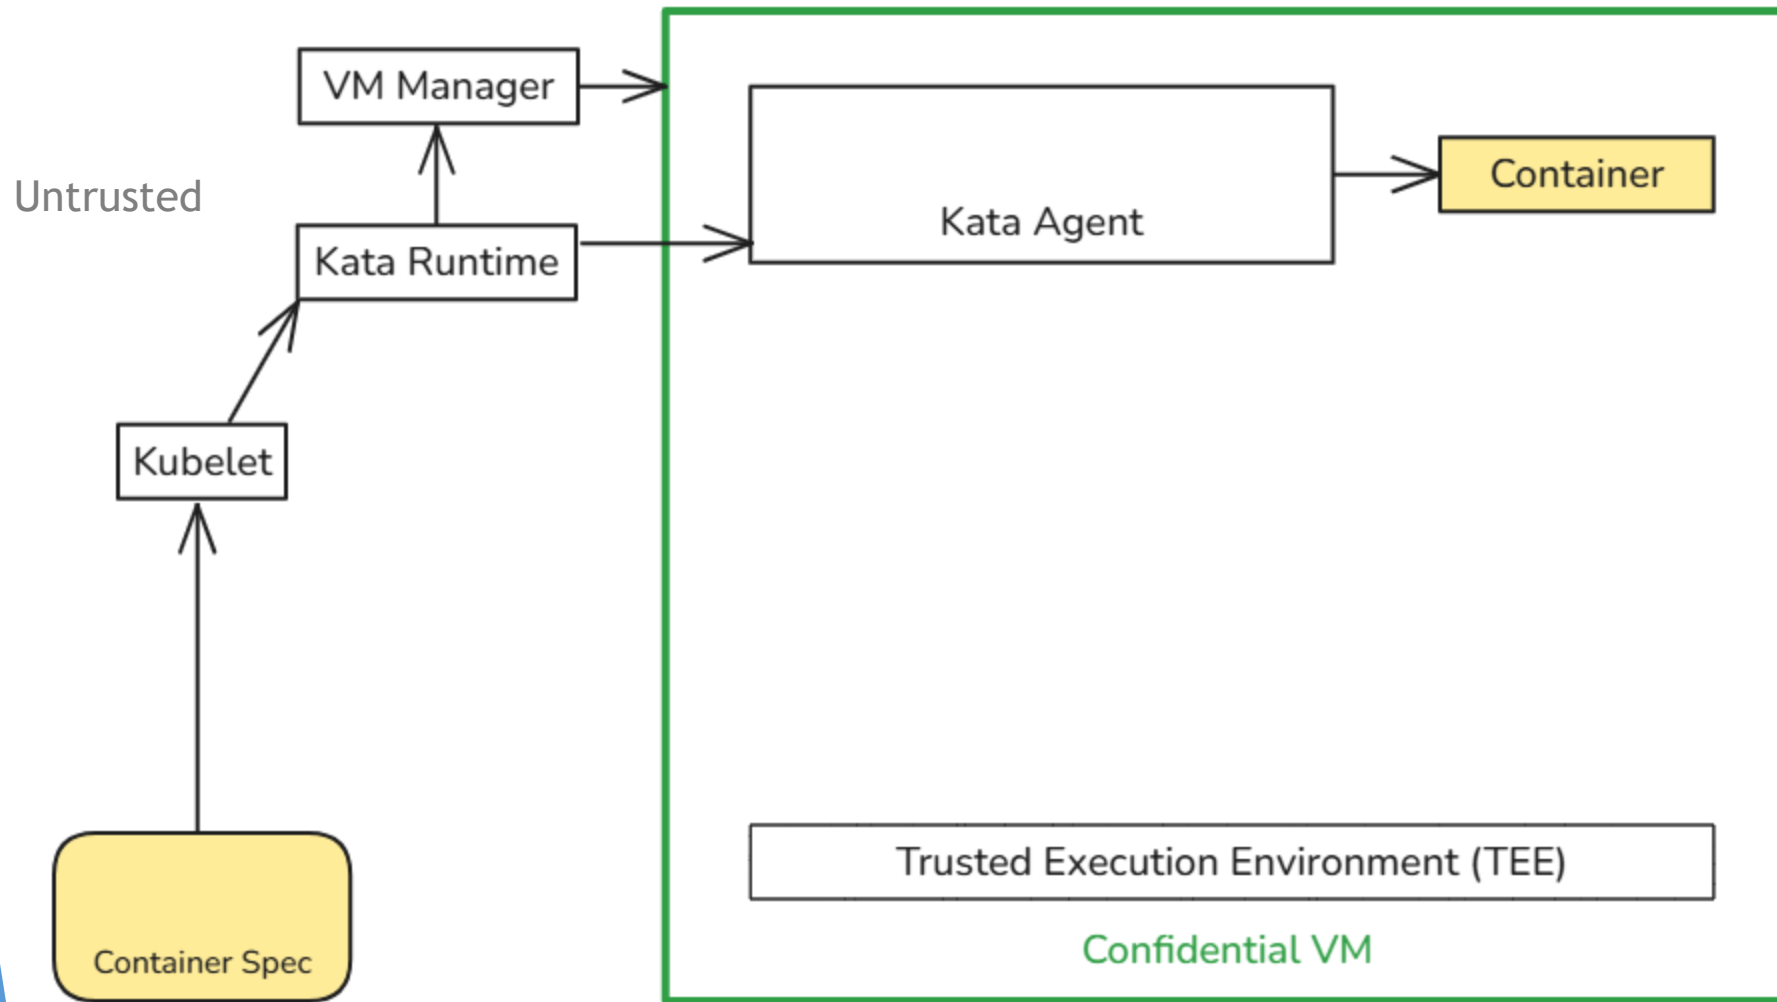 VM Manager
Untrusted
Kata Runtime
Kata Agent
Container
Kubelet
Container Spec
Trusted Execution Environment (TEE)
Confidential VM